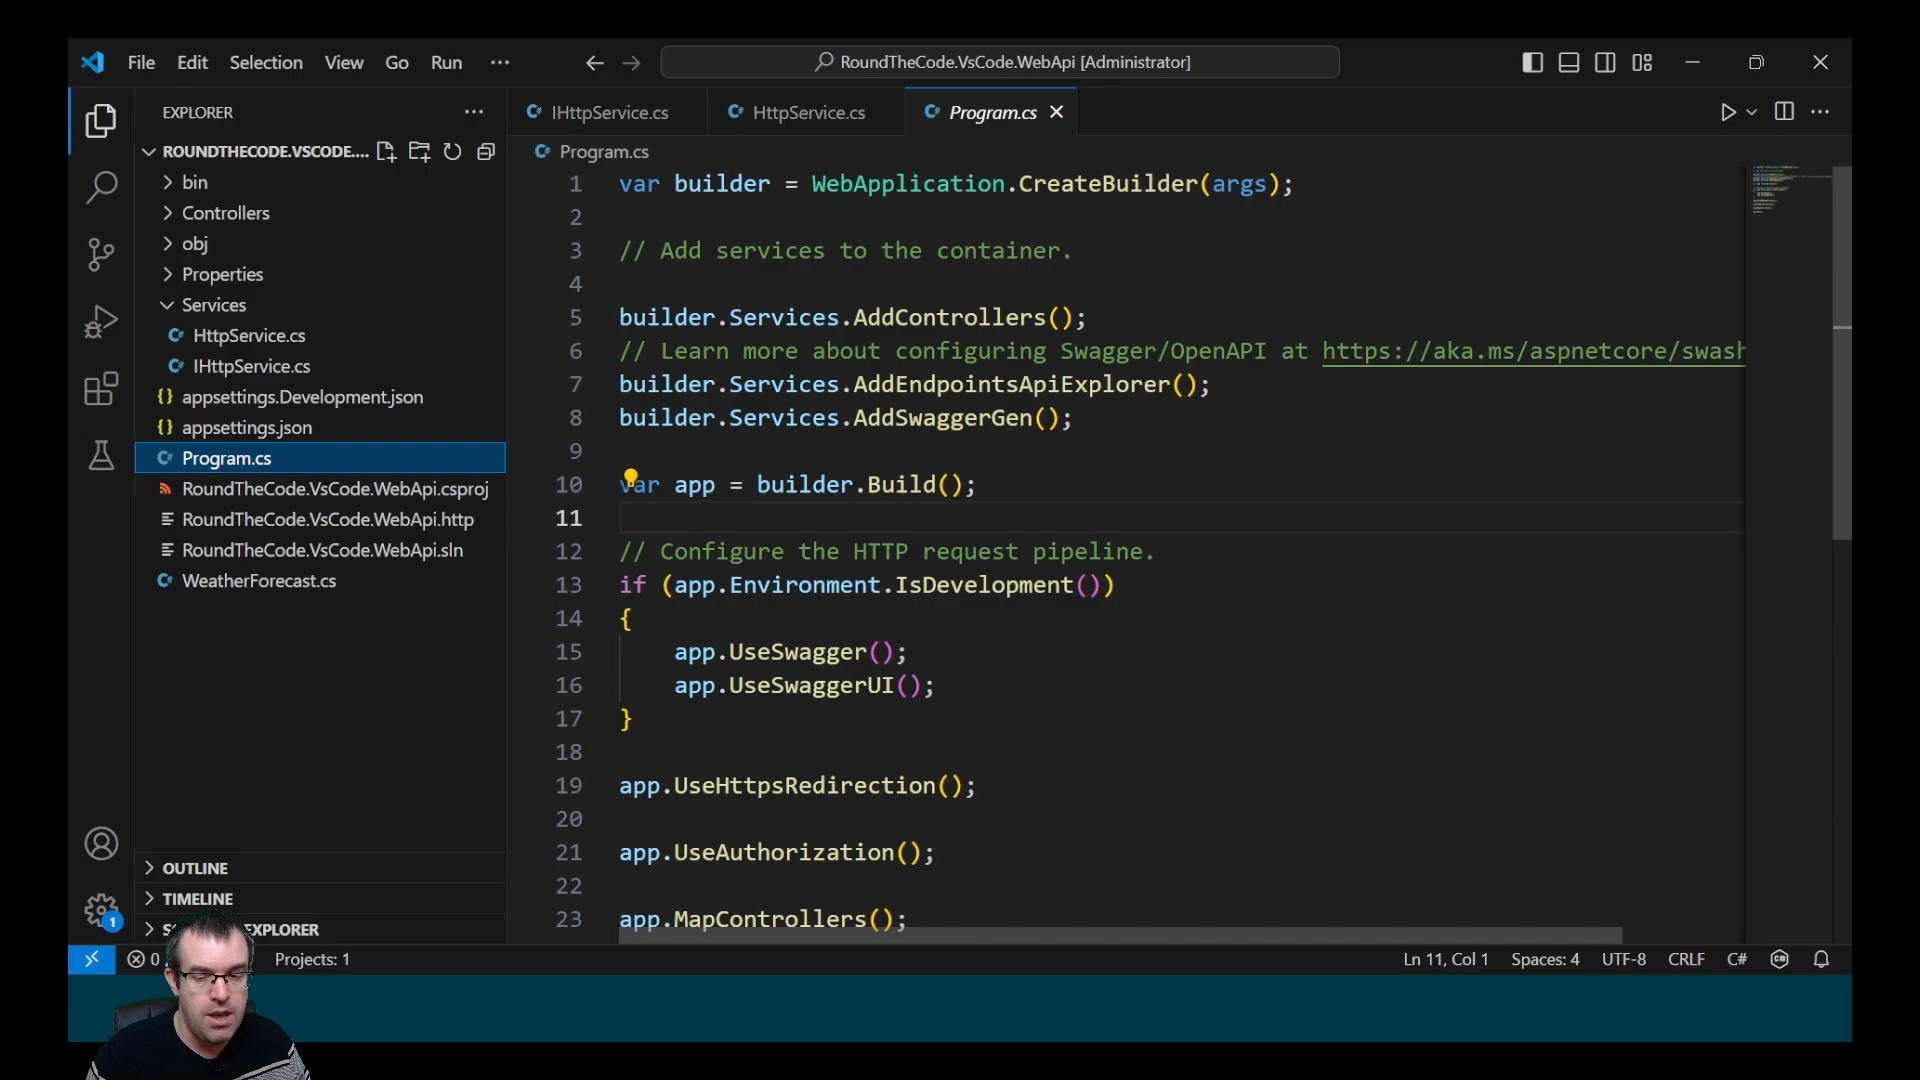 File Edit Selection View Go Run ···
RoundTheCode.VsCode.WebApi [Administrator]
EXPLORER
IHttpService.cs
HttpService.cs
Program.cs
ROUNDTHECODE.VSCODE....
bin
Controllers
obj
Properties
Services
HttpService.cs
IHttpService.cs
appsettings.Development.json
appsettings.json
Program.cs
RoundTheCode.VsCode.WebApi.csproj
RoundTheCode.VsCode.WebApi.http
RoundTheCode.VsCode.WebApi.sln
WeatherForecast.cs
OUTLINE
TIMELINE
EXPLORER
1
Program.cs
1 var builder = WebApplication.CreateBuilder(args);
2
3 // Add services to the container.
4
5 builder.Services.AddControllers();
6 // Learn more about configuring Swagger/OpenAPI at https://aka.ms/aspnetcore/swash
7 builder.Services.AddEndpointsApiExplorer();
8 builder.Services.AddSwaggerGen();
9
10 var app = builder.Build();
11
12 // Configure the HTTP request pipeline.
13 if (app.Environment.IsDevelopment())
14 {
15 app.UseSwagger();
16 app.UseSwaggerUI();
17 }
18
19 app.UseHttpsRedirection();
20
21 app.UseAuthorization();
22
23 app.MapControllers();
0
Projects: 1
Ln 11, Col 1 Spaces: 4 UTF-8 CRLF C#